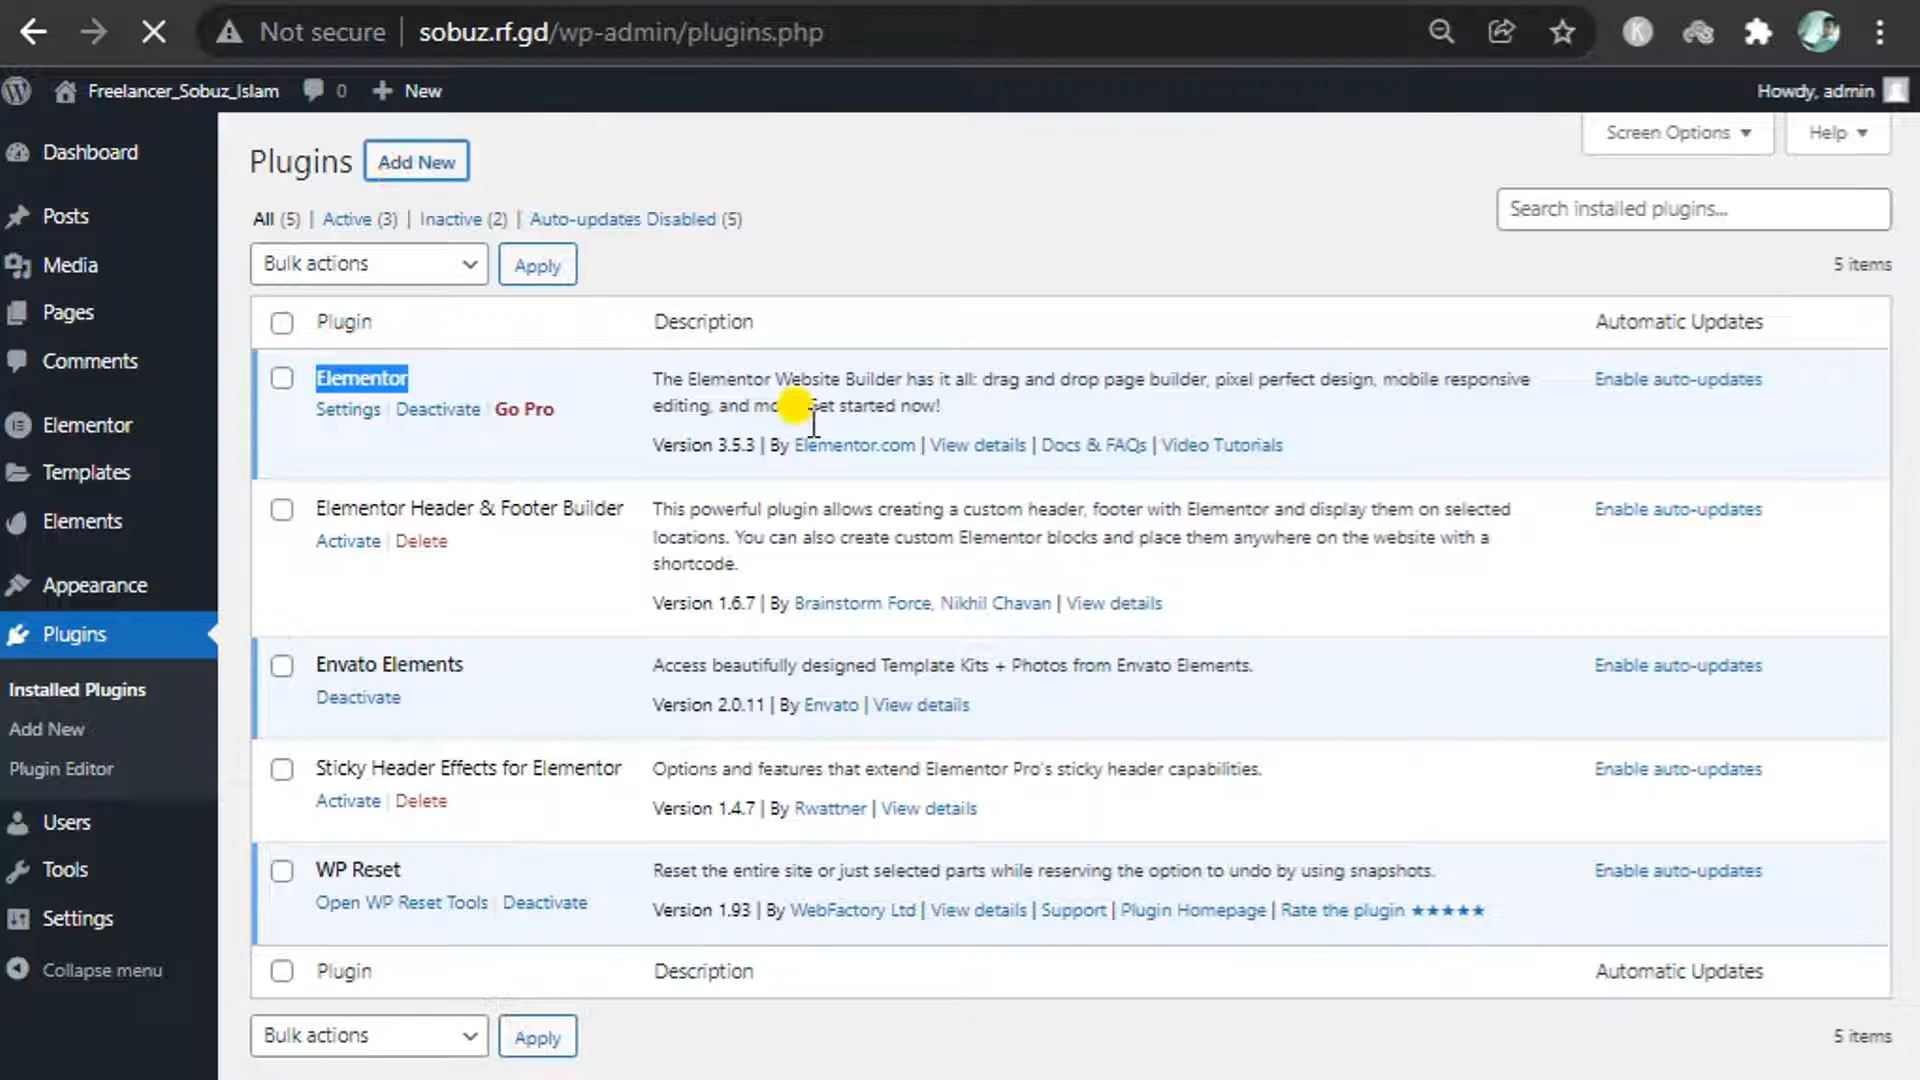 Not secure | sobuz.rf.gd/wp-admin/plugins.php
K
Freelancer_Sobuz_Islam 0 + New Howdy, admin
Dashboard
Posts
Media
Pages
Comments
Elementor
Templates
Elements
Appearance
Plugins
Installed Plugins
Add New
Plugin Editor
Users
Tools
Settings
Collapse menu
Screen Options Help
Plugins Add New
All (5) | Active (3) | Inactive (2) | Auto-updates Disabled (5)
Search installed plugins...
Bulk actions Apply 5 items
Plugin Description Automatic Updates
Elementor
Settings | Deactivate | Go Pro
The Elementor Website Builder has it all: drag and drop page builder, pixel perfect design, mobile responsive
editing, and Get started now!
Version 3.5.3 | By Elementor.com | View details | Docs & FAQs | Video Tutorials
Enable auto-updates
Elementor Header & Footer Builder
Activate | Delete
This powerful plugin allows creating a custom header, footer with Elementor and display them on selected
locations. You can also create custom Elementor blocks and place them anywhere on the website with a
shortcode.
Version 1.6.7 | By Brainstorm Force, Nikhil Chavan | View details
Enable auto-updates
Envato Elements
Deactivate
Access beautifully designed Template Kits + Photos from Envato Elements.
Version 2.0.11 | By Envato | View details
Enable auto-updates
Sticky Header Effects for Elementor
Activate | Delete
Options and features that extend Elementor Pro's sticky header capabilities.
Version 1.4.7 | By Rwattner | View details
Enable auto-updates
WP Reset
Open WP Reset Tools | Deactivate
Reset the entire site or just selected parts while reserving the option to undo by using snapshots.
Version 1.93 | By WebFactory Ltd | View details | Support | Plugin Homepage | Rate the plugin ★★★★★
Enable auto-updates
Plugin Description Automatic Updates
Bulk actions Apply 5 items